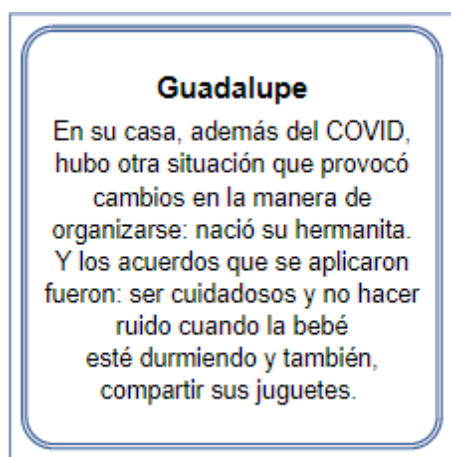 Guadalupe
En su casa, además del COVID,
hubo otra situación que provocó
cambios en la manera de
organizarse: nació su hermanita.
Y los acuerdos que se aplicaron
fueron: ser cuidadosos y no hacer
ruido cuando la bebé
esté durmiendo y también,
compartir sus juguetes.